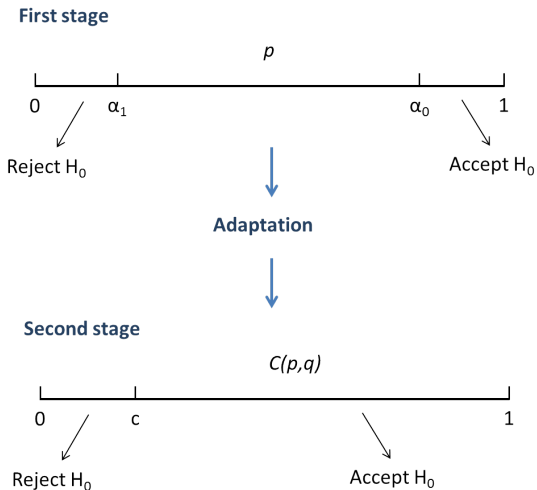 First stage
p
0 α₁ α₀ 1
Reject H₀ Accept H₀
Adaptation
Second stage
C(p,q)
0 c 1
Reject H₀ Accept H₀